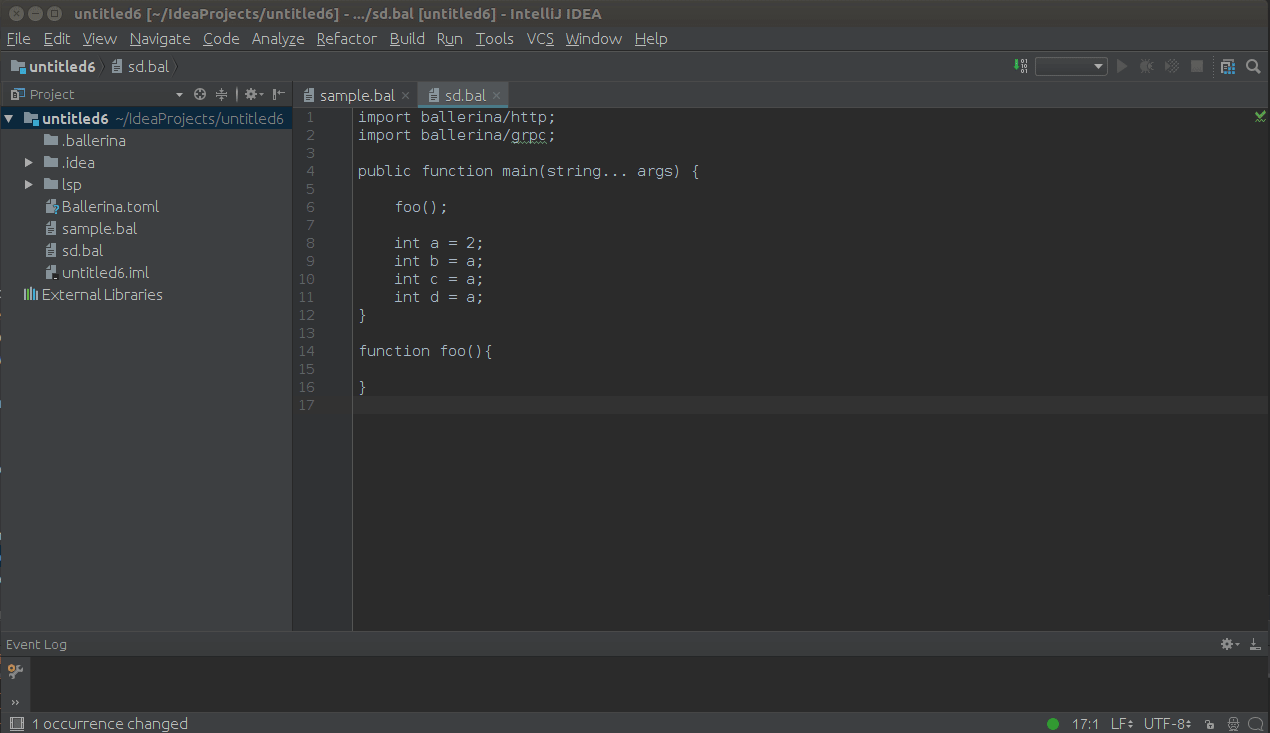 untitled6 [~/IdeaProjects/untitled6] - .../sd.bal [untitled6] - IntelliJ IDEA
File Edit View Navigate Code Analyze Refactor Build Run Tools VCS Window Help
untitled6 sd.bal
Project
sample.bal sd.bal
untitled6 ~/IdeaProjects/untitled6
.ballerina
.idea
lsp
Ballerina.toml
sample.bal
sd.bal
untitled6.iml
External Libraries
1 import ballerina/http;
2 import ballerina/grpc;
3
4 public function main(string... args) {
5
6 foo();
7
8 int a = 2;
9 int b = a;
10 int c = a;
11 int d = a;
12 }
13
14 function foo(){
15
16 }
17
Event Log
1 occurrence changed 17:1 LF UTF-8